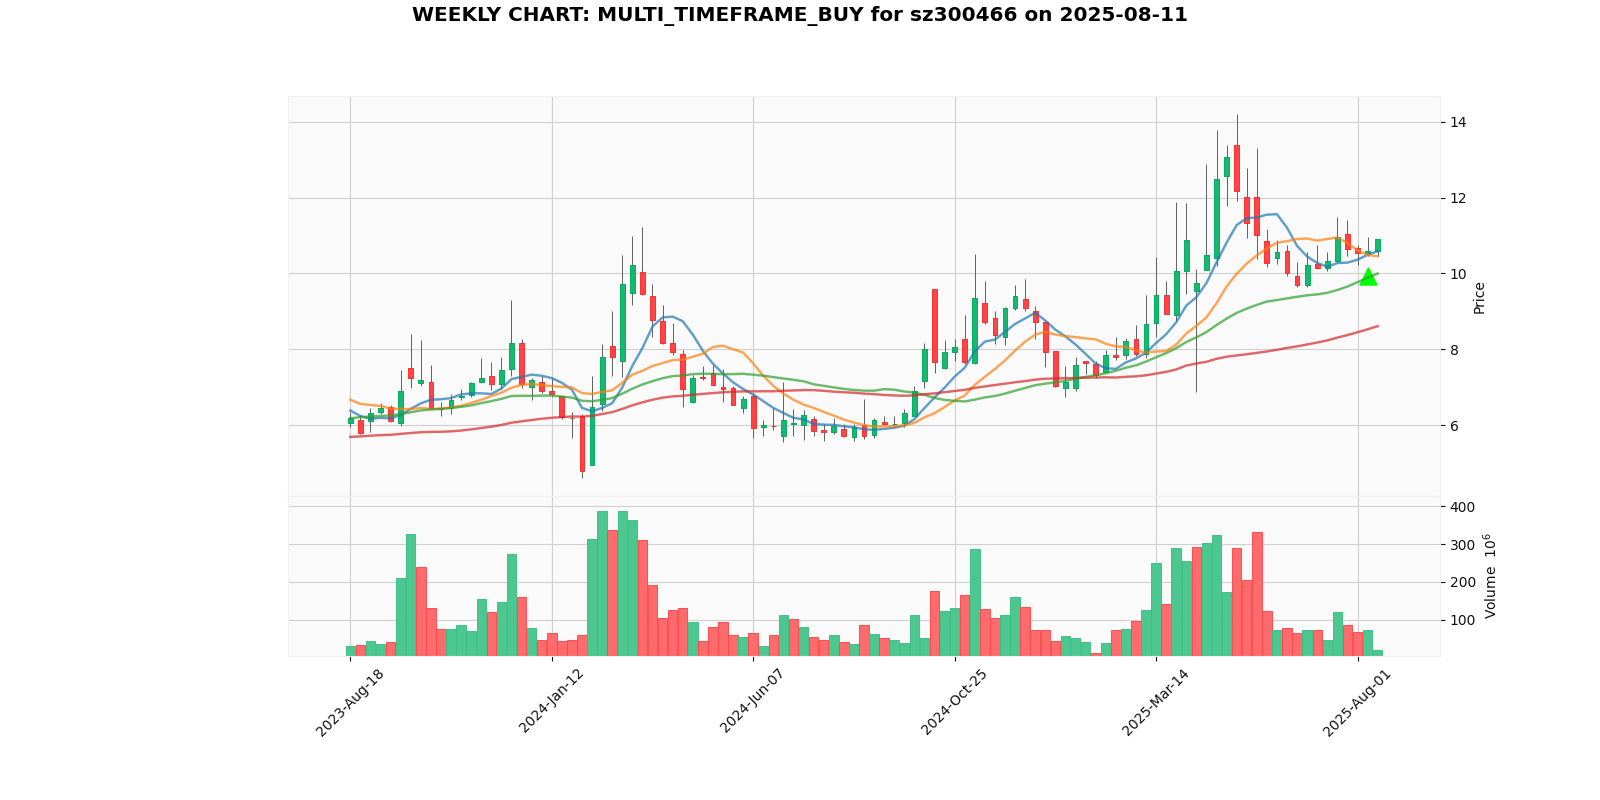 WEEKLY CHART: MULTI_TIMEFRAME_BUY for sz300466 on 2025-08-11
14
12
10
8
6
Price
400
300
200
100
Volume 10⁶
2023-Aug-18
2024-Jan-12
2024-Jun-07
2024-Oct-25
2025-Mar-14
2025-Aug-01